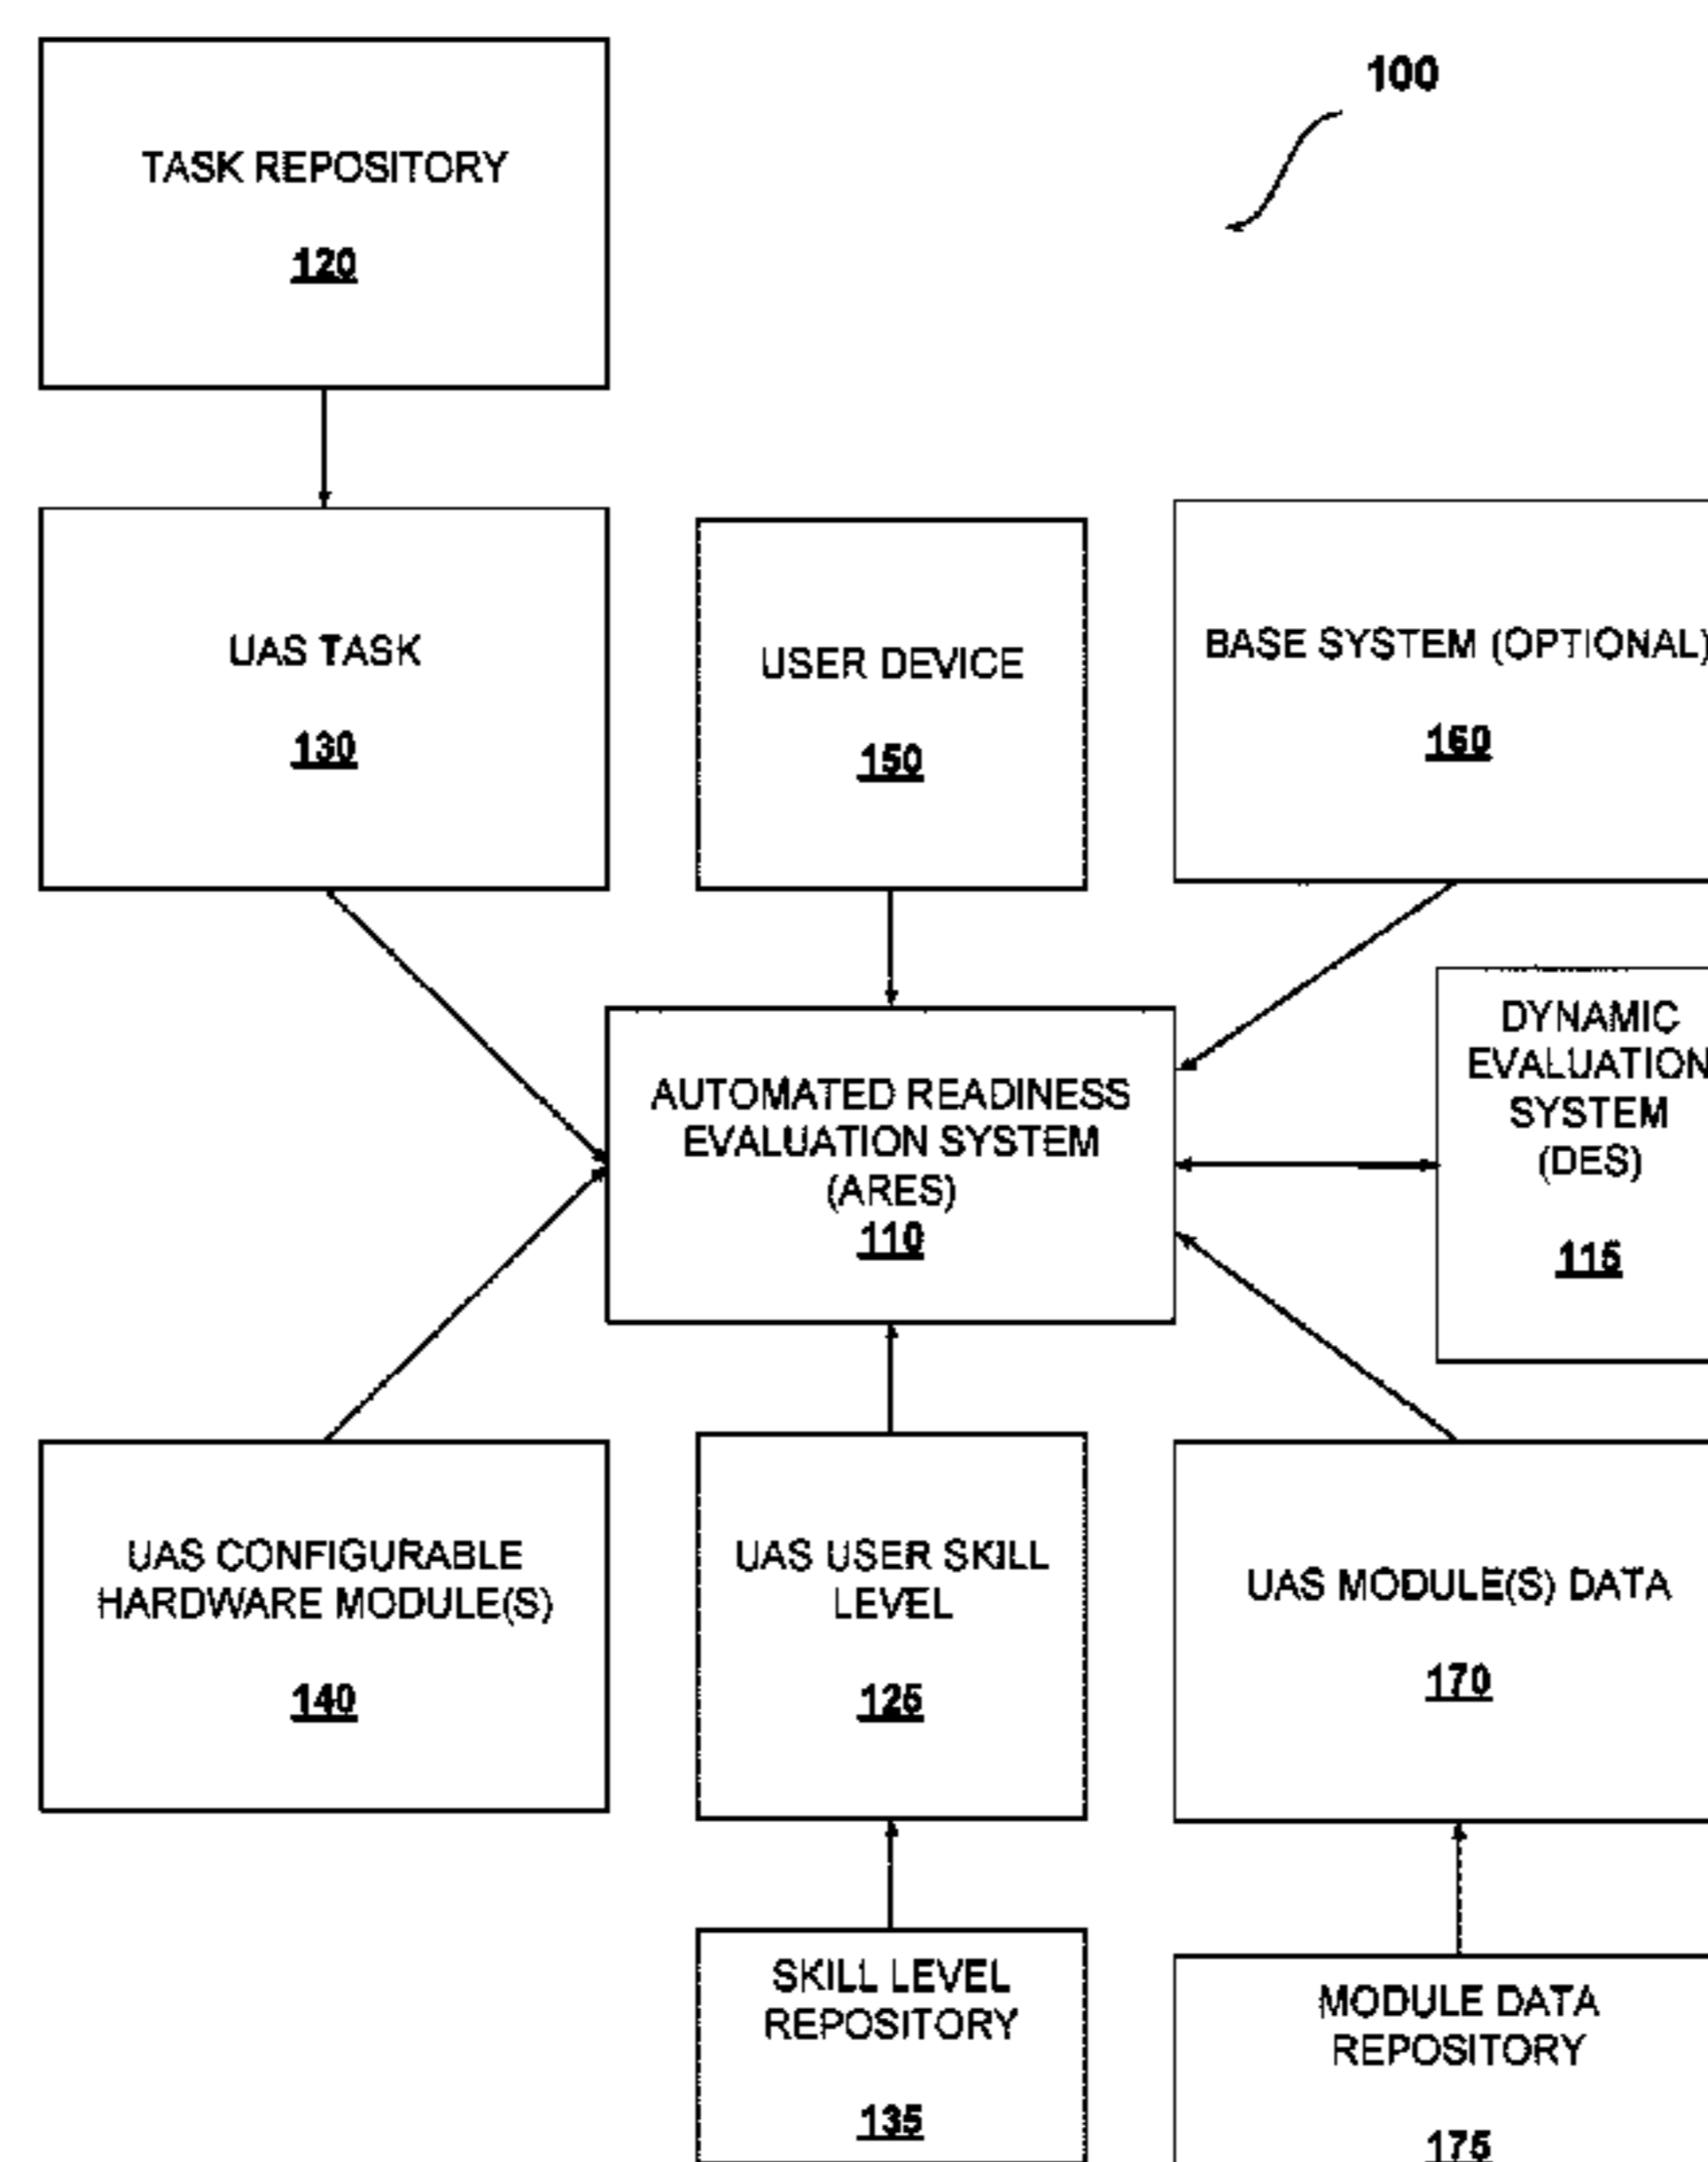 100
TASK REPOSITORY
120
UAS TASK
130
USER DEVICE
150
BASE SYSTEM (OPTIONAL)
160
AUTOMATED READINESS
EVALUATION SYSTEM
(ARES)
110
DYNAMIC
EVALUATION
SYSTEM
(DES)
115
UAS CONFIGURABLE
HARDWARE MODULE(S)
140
UAS USER SKILL
LEVEL
125
UAS MODULE(S) DATA
170
SKILL LEVEL
REPOSITORY
135
MODULE DATA
REPOSITORY
175